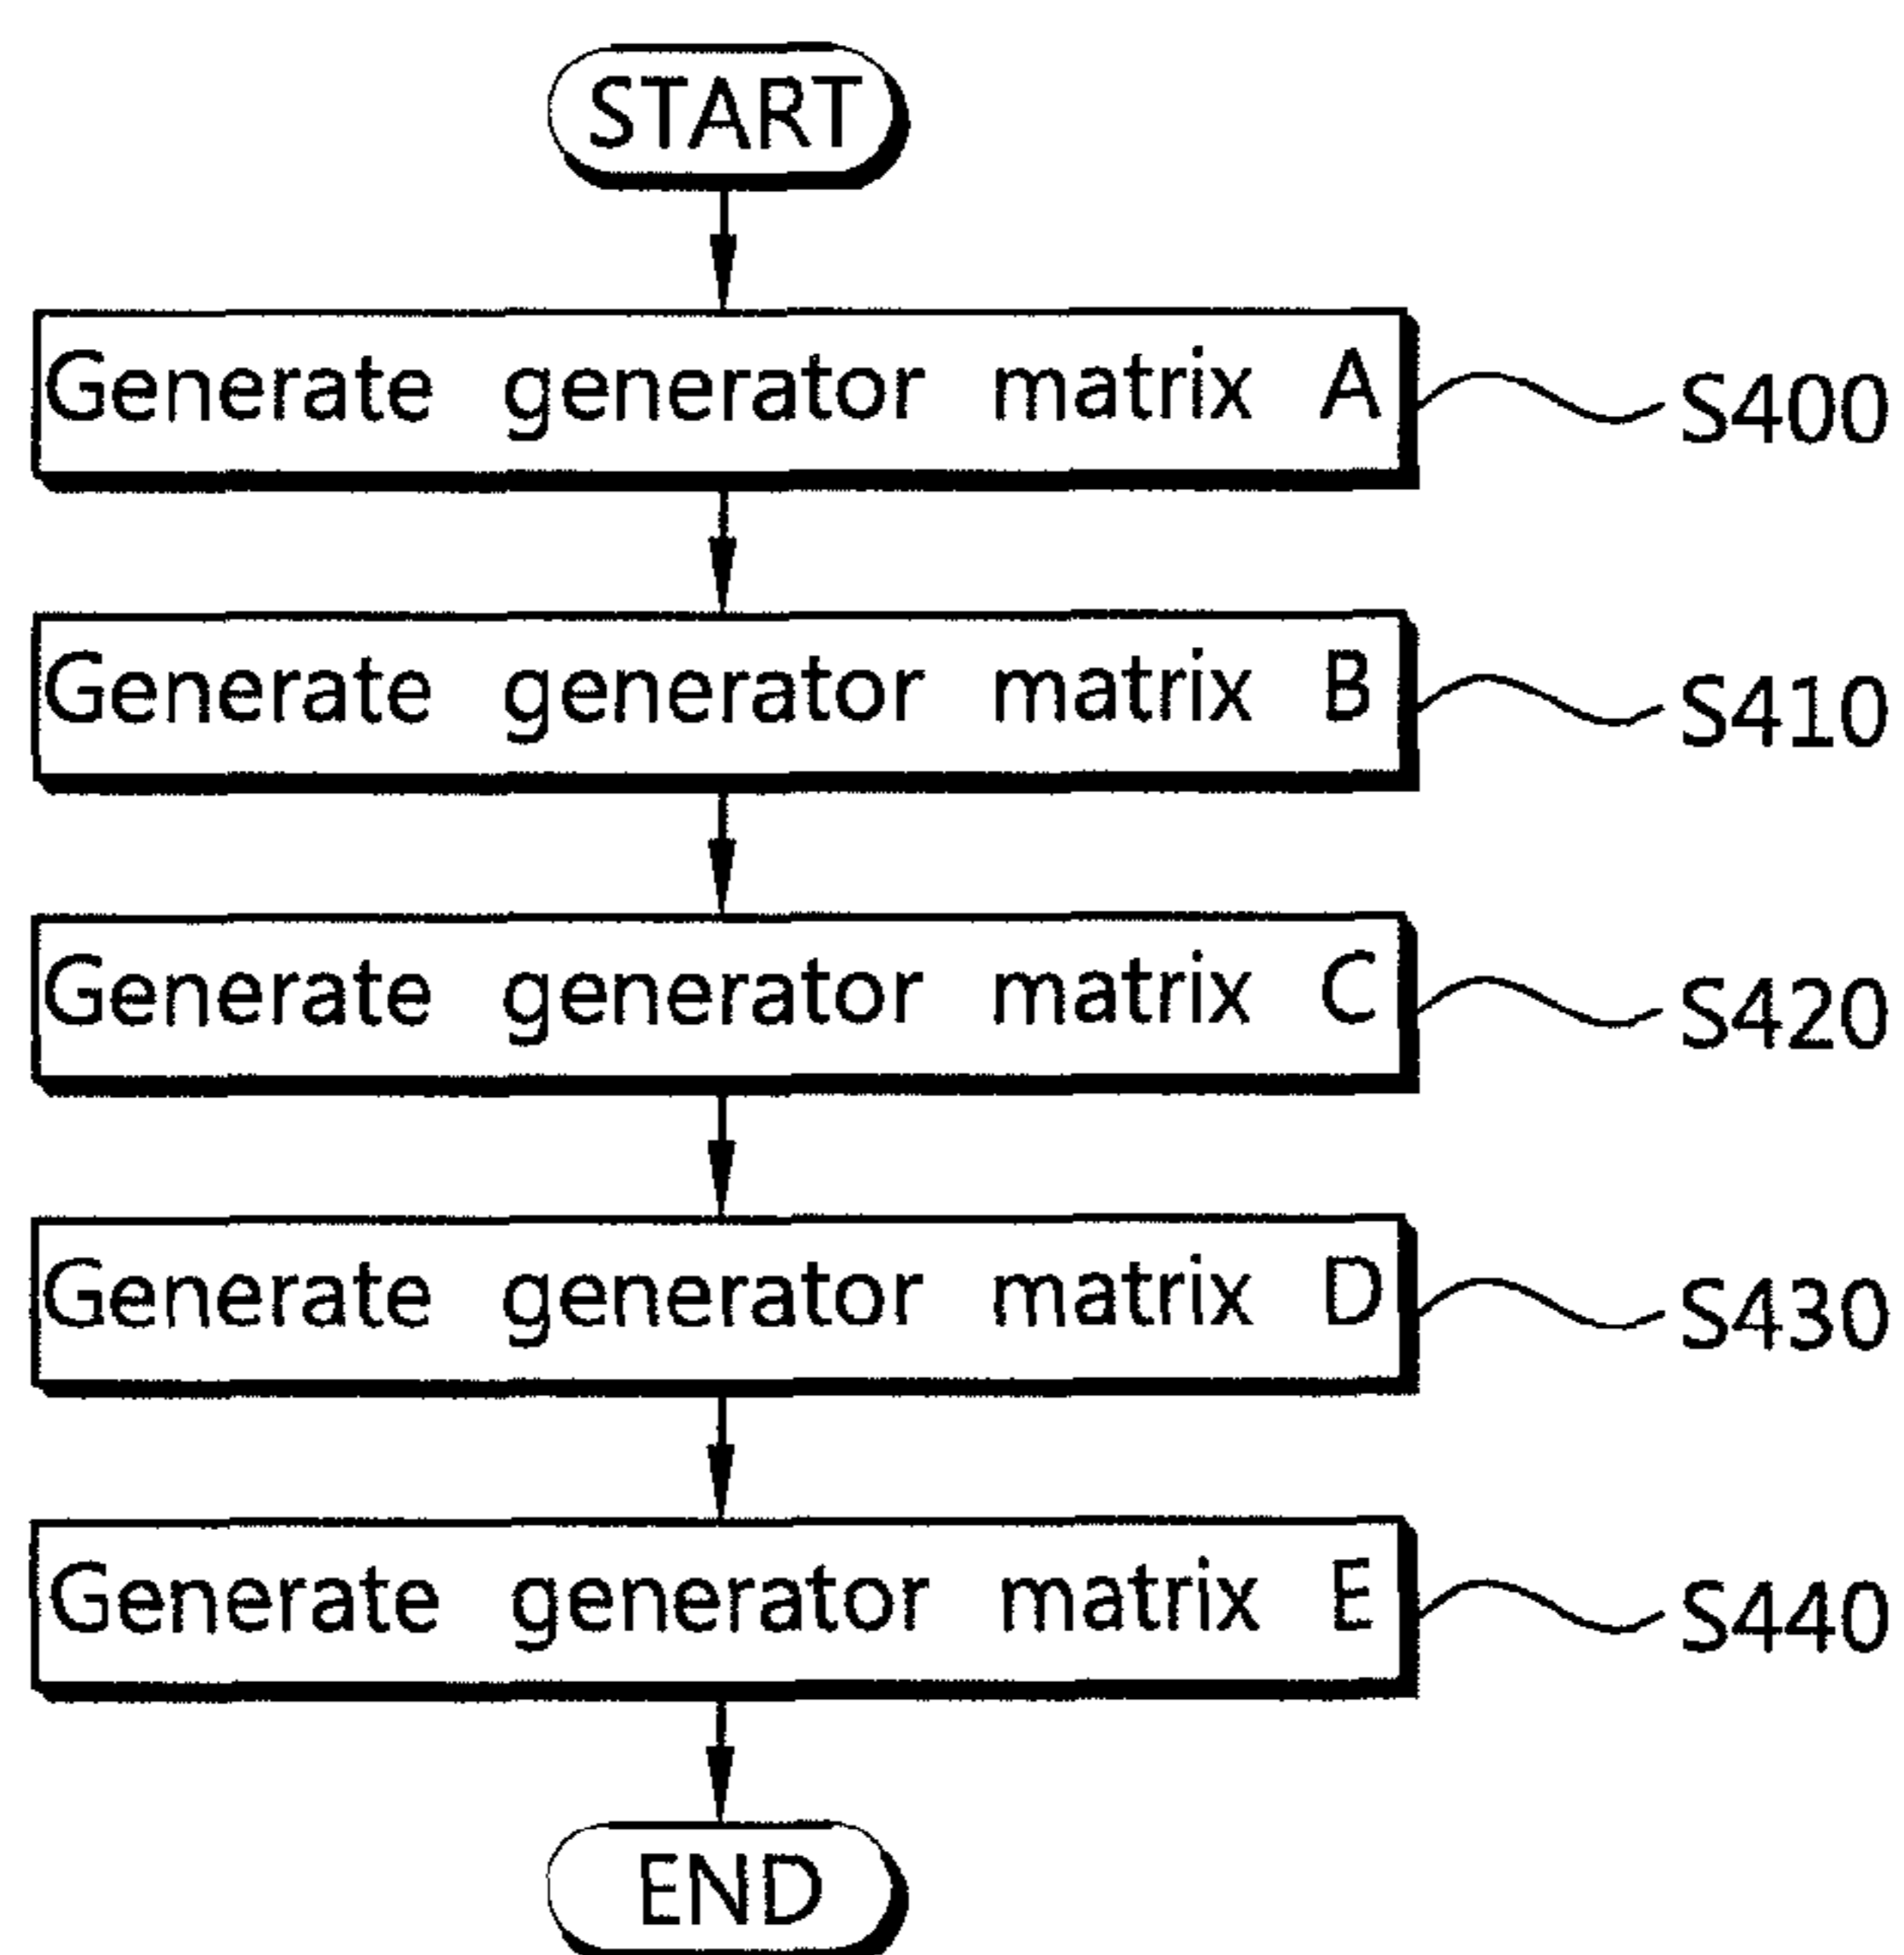 START
Generate generator matrix A
S400
Generate generator matrix B
S410
Generate generator matrix C
S420
Generate generator matrix D
S430
Generate generator matrix E
S440
END